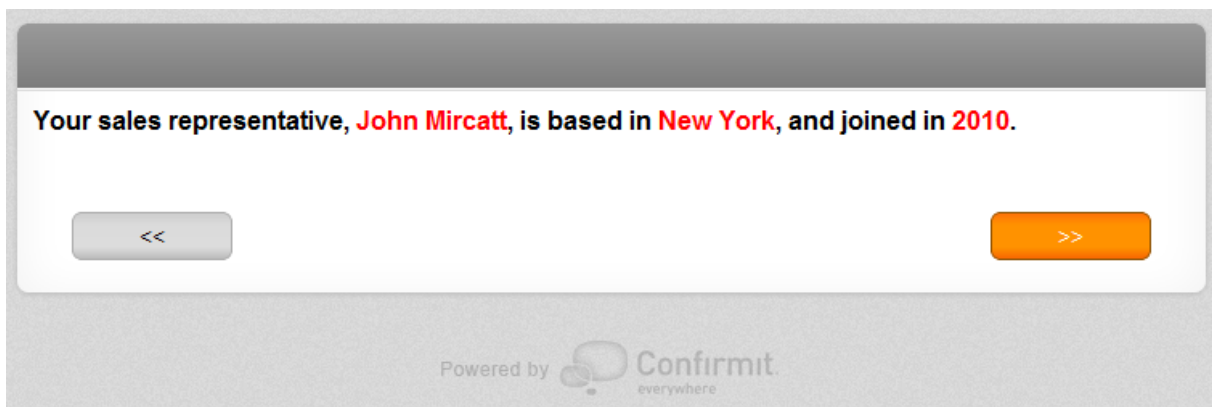 Your sales representative, John Mircatt, is based in New York, and joined in 2010.
<< >>
Powered by Confirmit.
everywhere